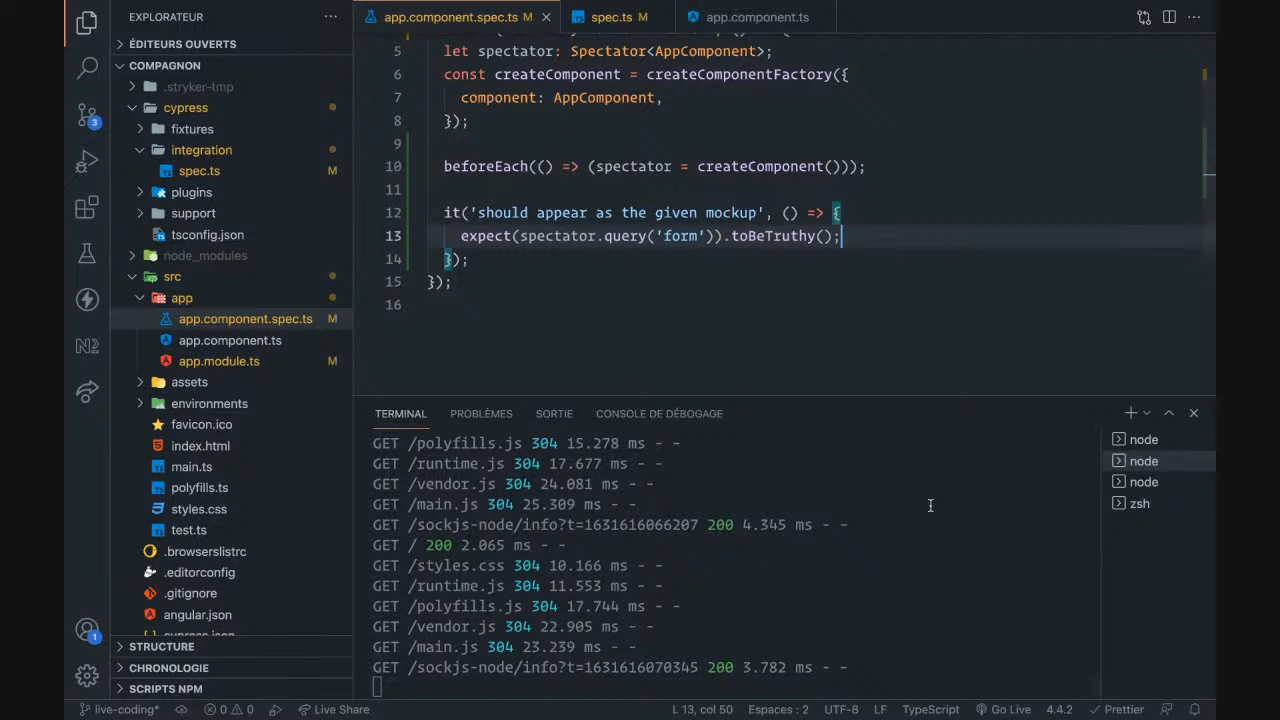 EXPLORATEUR
ÉDITEURS OUVERTS
COMPAGNON
.stryker-tmp
cypress
fixtures
integration
spec.ts M
plugins
support
tsconfig.json
node_modules
src
app
app.component.spec.ts M
app.component.ts
app.module.ts M
assets
environments
favicon.ico
index.html
main.ts
polyfills.ts
styles.css
test.ts
.browserslistrc
.editorconfig
.gitignore
angular.json
cypress.json
STRUCTURE
CHRONOLOGIE
SCRIPTS NPM
3
1
N2
app.component.spec.ts M
spec.ts M
app.component.ts
5 let spectator: Spectator<AppComponent>;
6 const createComponent = createComponentFactory({
7 component: AppComponent,
8 });
9
10 beforeEach(() => (spectator = createComponent()));
11
12 it('should appear as the given mockup', () => {
13 expect(spectator.query('form')).toBeTruthy();
14 });
15 });
16
TERMINAL PROBLÈMES SORTIE CONSOLE DE DÉBOGAGE
GET /polyfills.js 304 15.278 ms - -
GET /runtime.js 304 17.677 ms - -
GET /vendor.js 304 24.081 ms - -
GET /main.js 304 25.309 ms - -
GET /sockjs-node/info?t=1631616066207 200 4.345 ms - -
GET / 200 2.065 ms - -
GET /styles.css 304 10.166 ms - -
GET /runtime.js 304 11.553 ms - -
GET /polyfills.js 304 17.744 ms - -
GET /vendor.js 304 22.905 ms - -
GET /main.js 304 23.239 ms - -
GET /sockjs-node/info?t=1631616070345 200 3.782 ms - -
node
node
node
zsh
live-coding* 0 0 Live Share L 13, col 50 Espaces : 2 UTF-8 LF TypeScript Go Live 4.4.2 Prettier